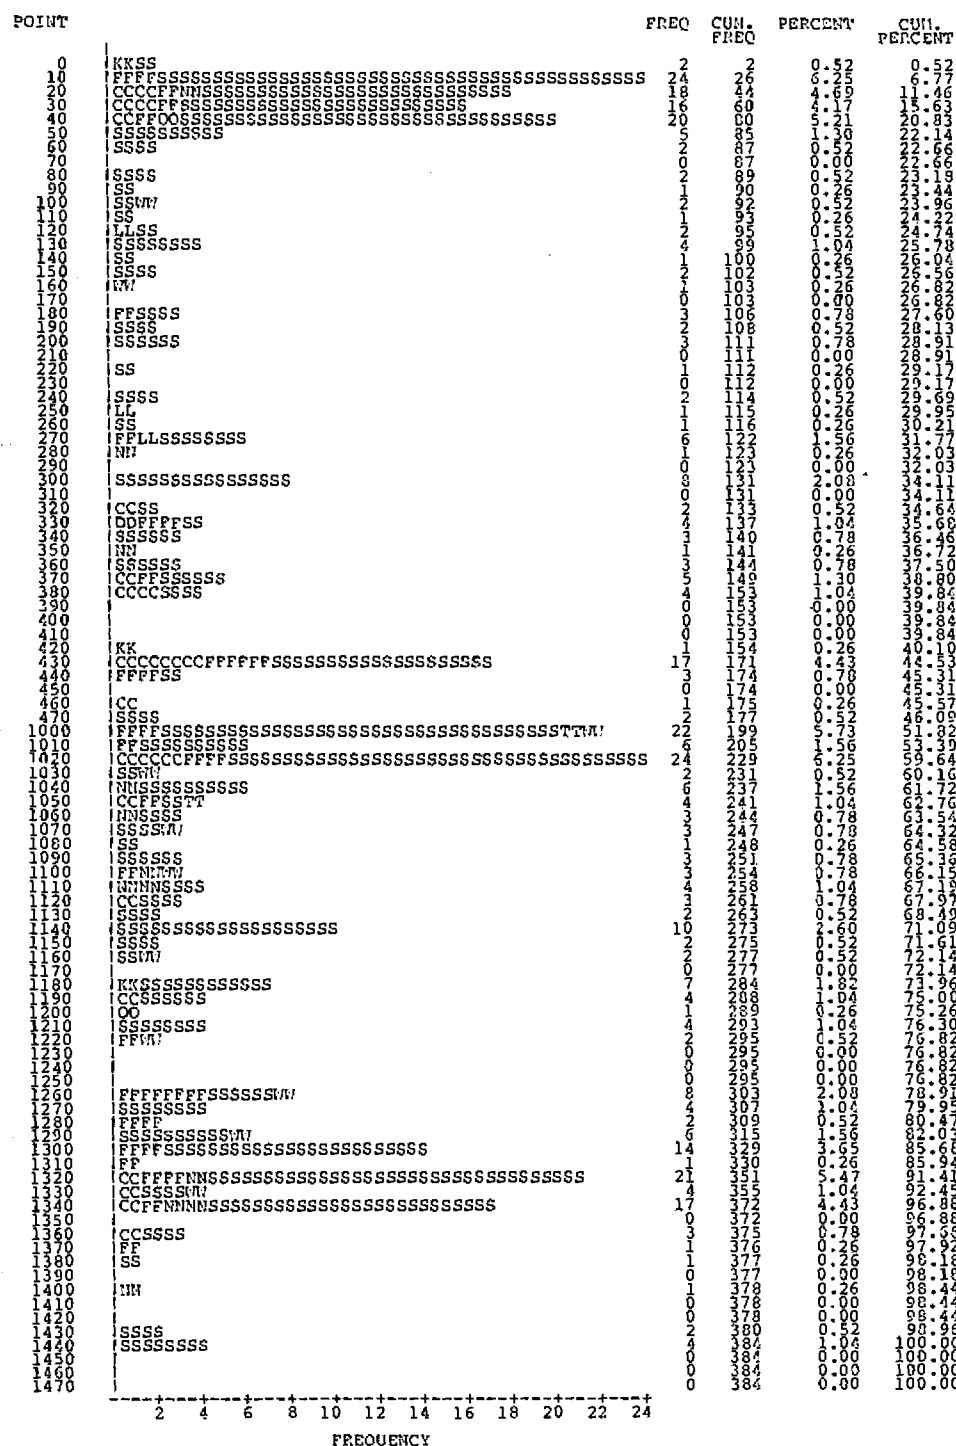 POINT FREQ CUM. FREQ PERCENT CUM. PERCENT
0 KKSS 2 2 0.52 0.52
10 FFFFSSSSSSSSSSSSSSSSSSSSSSSSSSSSSSSSSSSSSSSSSSSS 24 26 6.25 6.77
20 CCCCFFNNSSSSSSSSSSSSSSSSSSSSSSSSSSSS 18 44 4.69 11.46
30 CCCCFFSSSSSSSSSSSSSSSSSSSSSSSSSS 16 60 4.17 15.63
40 CCFFOOSSSSSSSSSSSSSSSSSSSSSSSSSSSSSSSSSS 20 80 5.21 20.83
50 SSSSSSSSSS 5 85 1.30 22.14
60 SSSS 2 87 0.52 22.66
70 0 87 0.00 22.66
80 SSSS 2 89 0.52 23.18
90 SS 1 90 0.26 23.44
100 SSWW 2 92 0.52 23.96
110 SS 1 93 0.26 24.22
120 LLSS 2 95 0.52 24.74
130 SSSSSSSS 4 99 1.04 25.78
140 SS 1 100 0.26 26.04
150 SSSS 2 102 0.52 26.56
160 WW 1 103 0.26 26.82
170 0 103 0.00 26.82
180 FFSSSS 3 106 0.78 27.60
190 SSSS 2 108 0.52 28.13
200 SSSSSS 3 111 0.78 28.91
210 0 111 0.00 28.91
220 SS 1 112 0.26 29.17
230 0 112 0.00 29.17
240 SSSS 2 114 0.52 29.69
250 LL 1 115 0.26 29.95
260 SS 1 116 0.26 30.21
270 FFLLSSSSSSSS 6 122 1.56 31.77
280 NN 1 123 0.26 32.03
290 0 123 0.00 32.03
300 SSSSSSSSSSSSSSSS 8 131 2.08 34.11
310 0 131 0.00 34.11
320 CCSS 2 133 0.52 34.64
330 DDFFFFSS 4 137 1.04 35.68
340 SSSSSS 3 140 0.78 36.46
350 NN 1 141 0.26 36.72
360 SSSSSS 3 144 0.78 37.50
370 CCFFSSSSSS 5 149 1.30 38.80
380 CCCCSSSS 4 153 1.04 39.84
390 0 153 0.00 39.84
400 0 153 0.00 39.84
410 0 153 0.00 39.84
420 KK 1 154 0.26 40.10
430 CCCCCCCCFFFFFFSSSSSSSSSSSSSSSSSSSS 17 171 4.43 44.53
440 FFFFSS 3 174 0.78 45.31
450 0 174 0.00 45.31
460 CC 1 175 0.26 45.57
470 SSSS 2 177 0.52 46.09
1000 FFFFSSSSSSSSSSSSSSSSSSSSSSSSSSSSSSSSSSSSTTWW 22 199 5.73 51.82
1010 FFSSSSSSSSSS 6 205 1.56 53.39
1020 CCCCCCFFFFSSSSSSSSSSSSSSSSSSSSSSSSSSSSSSSSSSSSSS 24 229 6.25 59.64
1030 SSWW 2 231 0.52 60.16
1040 NNSSSSSSSSSS 6 237 1.56 61.72
1050 CCFFSSTT 4 241 1.04 62.76
1060 NNSSSS 3 244 0.78 63.54
1070 SSSSWW 3 247 0.78 64.32
1080 SS 1 248 0.26 64.58
1090 SSSSSS 3 251 0.78 65.36
1100 FFNNWW 3 254 0.78 66.15
1110 NNNNSSSS 4 258 1.04 67.19
1120 CCSSSS 3 261 0.78 67.97
1130 SSSS 2 263 0.52 68.49
1140 SSSSSSSSSSSSSSSSSSSS 10 273 2.60 71.09
1150 SSSS 2 275 0.52 71.61
1160 SSWW 2 277 0.52 72.14
1170 0 277 0.00 72.14
1180 KKSSSSSSSSSSSS 7 284 1.82 73.96
1190 CCSSSSSS 4 288 1.04 75.00
1200 OO 1 289 0.26 75.26
1210 SSSSSSSS 4 293 1.04 76.30
1220 FFWW 2 295 0.52 76.82
1230 0 295 0.00 76.82
1240 0 295 0.00 76.82
1250 0 295 0.00 76.82
1260 FFFFFFFFSSSSSSWW 8 303 2.08 78.91
1270 SSSSSSSS 4 307 1.04 79.95
1280 FFFF 2 309 0.52 80.47
1290 SSSSSSSSSSWW 6 315 1.56 82.03
1300 FFFFSSSSSSSSSSSSSSSSSSSSSSSS 14 329 3.65 85.68
1310 FF 1 330 0.26 85.94
1320 CCFFFFNNSSSSSSSSSSSSSSSSSSSSSSSSSSSSSSSSSS 21 351 5.47 91.41
1330 CCSSSSWW 4 355 1.04 92.45
1340 CCFFNNNNSSSSSSSSSSSSSSSSSSSSSSSSSS 17 372 4.43 96.88
1350 0 372 0.00 96.88
1360 CCSSSS 3 375 0.78 97.66
1370 FF 1 376 0.26 97.92
1380 SS 1 377 0.26 98.18
1390 0 377 0.00 98.18
1400 NN 1 378 0.26 98.44
1410 0 378 0.00 98.44
1420 0 378 0.00 98.44
1430 SSSS 2 380 0.52 98.96
1440 SSSSSSSS 4 384 1.04 100.00
1450 0 384 0.00 100.00
1460 0 384 0.00 100.00
1470 0 384 0.00 100.00
2 4 6 8 10 12 14 16 18 20 22 24
FREQUENCY